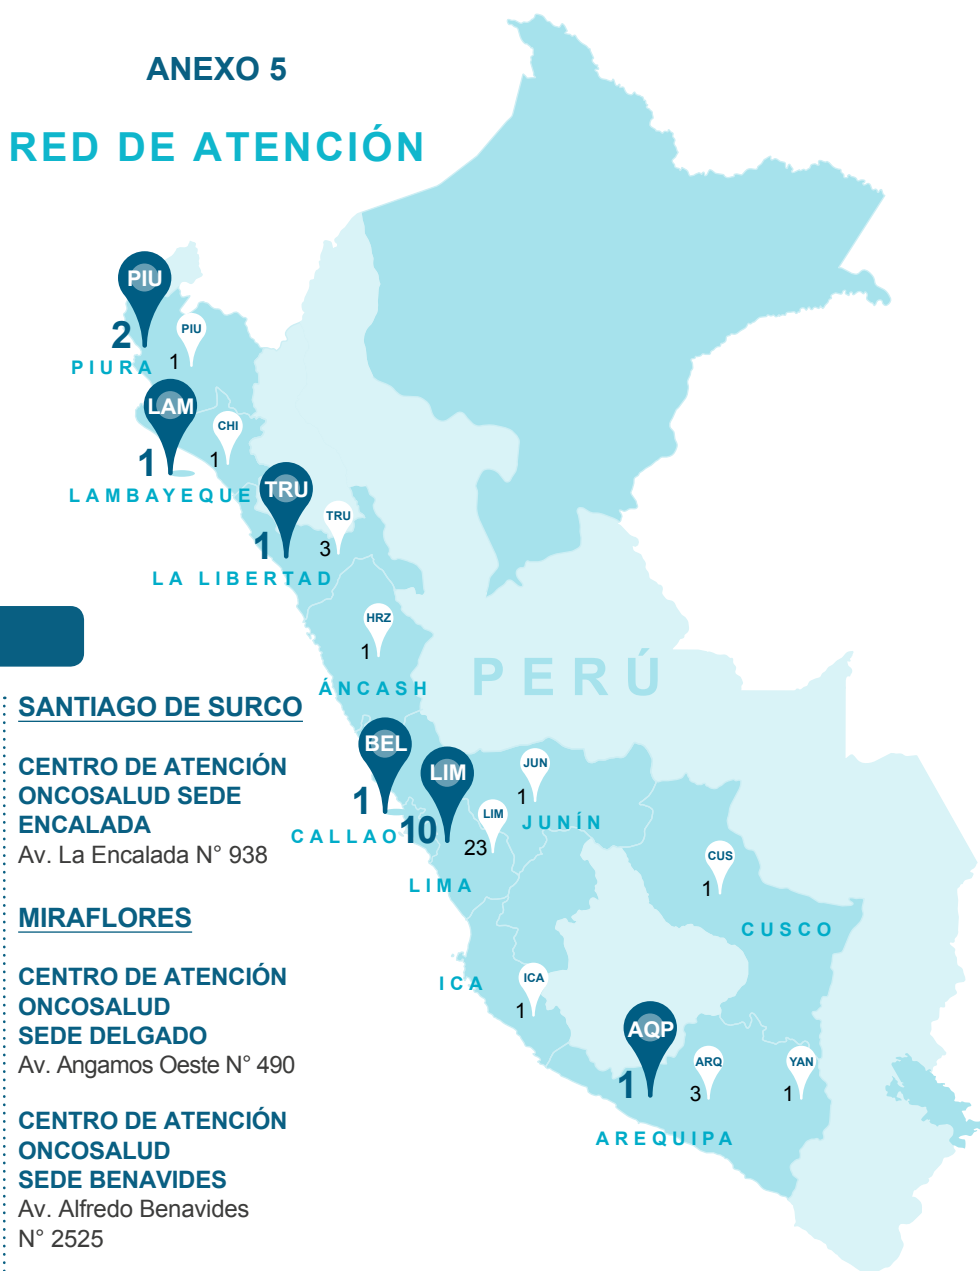 ANEXO 5
RED DE ATENCIÓN
PIU
2
PIURA
PIU
1
LAM
1
LAMBAYEQUE
CHI
1
TRU
1
LA LIBERTAD
TRU
3
HRZ
1
ÁNCASH
PERÚ
BEL
1
CALLAO
LIM
10
LIMA
LIM
23
JUN
1
JUNÍN
CUS
1
CUSCO
ICA
ICA
1
AQP
1
AREQUIPA
ARQ
3
YAN
1
SANTIAGO DE SURCO
CENTRO DE ATENCIÓN
ONCOSALUD SEDE
ENCALADA
Av. La Encalada N° 938
MIRAFLORES
CENTRO DE ATENCIÓN
ONCOSALUD
SEDE DELGADO
Av. Angamos Oeste N° 490
CENTRO DE ATENCIÓN
ONCOSALUD
SEDE BENAVIDES
Av. Alfredo Benavides
N° 2525